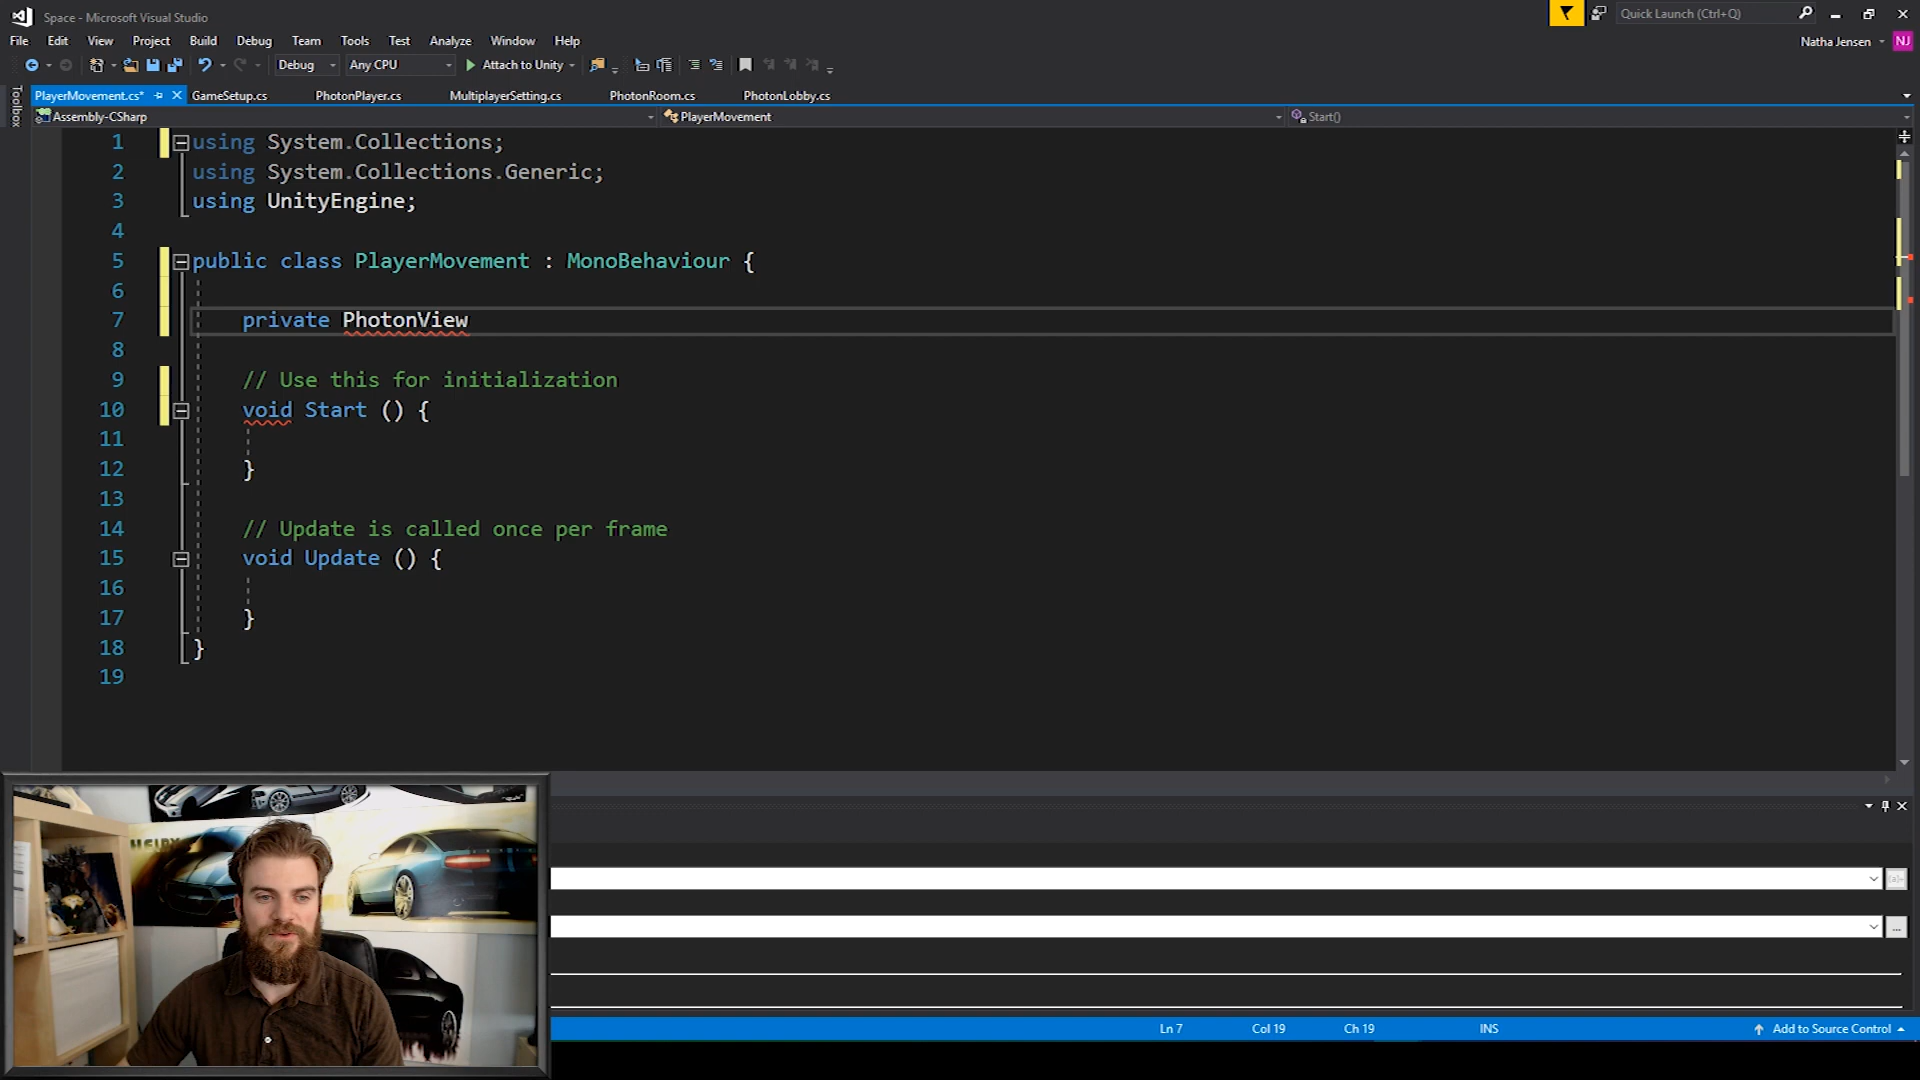 Space - Microsoft Visual Studio
Quick Launch (Ctrl+Q)
File Edit View Project Build Debug Team Tools Test Analyze Window Help
Natha Jensen NJ
Debug Any CPU Attach to Unity
Toolbox
PlayerMovement.cs* GameSetup.cs PhotonPlayer.cs MultiplayerSetting.cs PhotonRoom.cs PhotonLobby.cs
Assembly-CSharp PlayerMovement Start()
1 using System.Collections;
2 using System.Collections.Generic;
3 using UnityEngine;
4
5 public class PlayerMovement : MonoBehaviour {
6
7 private PhotonView
8
9 // Use this for initialization
10 void Start () {
11
12 }
13
14 // Update is called once per frame
15 void Update () {
16
17 }
18 }
19
...
Ln 7 Col 19 Ch 19 INS Add to Source Control